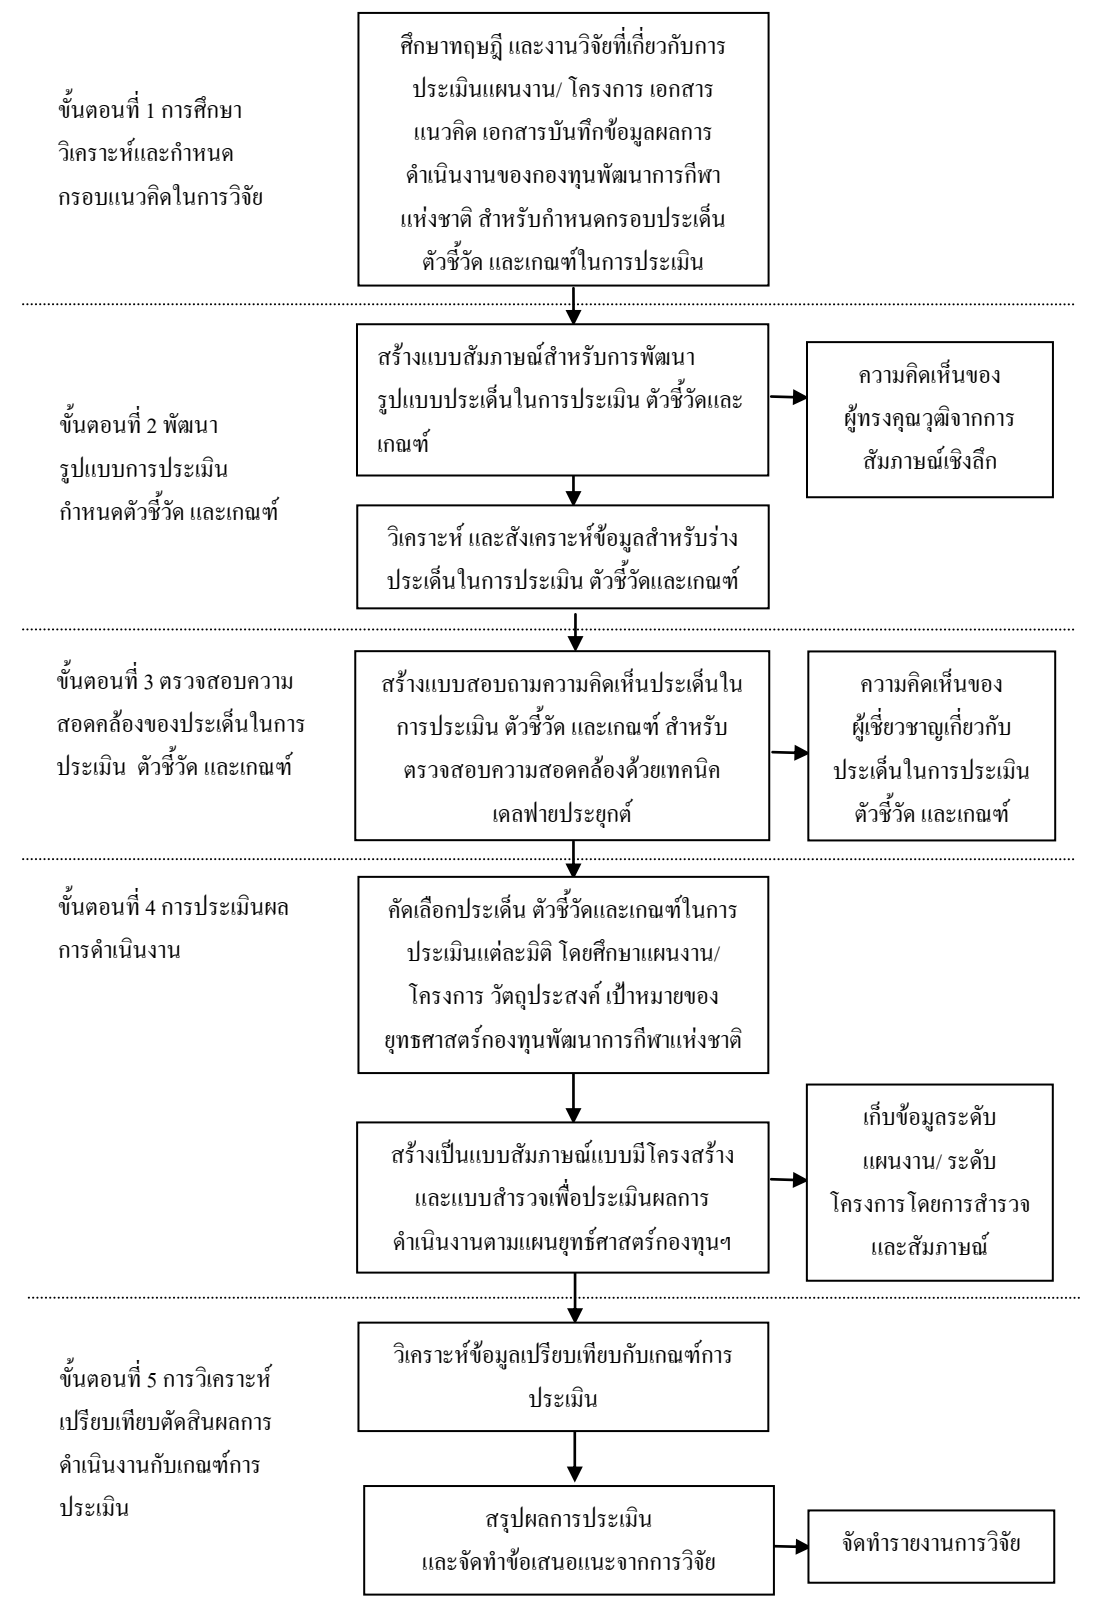 ขั้นตอนที่ 1 การศึกษา
วิเคราะห์และกำหนด
กรอบแนวคิดในการวิจัย
ศึกษาทฤษฎี และงานวิจัยที่เกี่ยวกับการ
ประเมินแผนงาน/ โครงการ เอกสาร
แนวคิด เอกสารบันทึกข้อมูลผลการ
ดำเนินงานของกองทุนพัฒนาการกีฬา
แห่งชาติ สำหรับกำหนดกรอบประเด็น
ตัวชี้วัด และเกณฑ์ในการประเมิน
ขั้นตอนที่ 2 พัฒนา
รูปแบบการประเมิน
กำหนดตัวชี้วัด และเกณฑ์
สร้างแบบสัมภาษณ์สำหรับการพัฒนา
รูปแบบประเด็นในการประเมิน ตัวชี้วัดและ
เกณฑ์
ความคิดเห็นของ
ผู้ทรงคุณวุฒิจากการ
สัมภาษณ์เชิงลึก
วิเคราะห์ และสังเคราะห์ข้อมูลสำหรับร่าง
ประเด็นในการประเมิน ตัวชี้วัดและเกณฑ์
ขั้นตอนที่ 3 ตรวจสอบความ
สอดคล้องของประเด็นในการ
ประเมิน ตัวชี้วัด และเกณฑ์
สร้างแบบสอบถามความคิดเห็นประเด็นใน
การประเมิน ตัวชี้วัด และเกณฑ์ สำหรับ
ตรวจสอบความสอดคล้องด้วยเทคนิค
เดลฟายประยุกต์
ความคิดเห็นของ
ผู้เชี่ยวชาญเกี่ยวกับ
ประเด็นในการประเมิน
ตัวชี้วัด และเกณฑ์
ขั้นตอนที่ 4 การประเมินผล
การดำเนินงาน
คัดเลือกประเด็น ตัวชี้วัดและเกณฑ์ในการ
ประเมินแต่ละมิติ โดยศึกษาแผนงาน/
โครงการ วัตถุประสงค์ เป้าหมายของ
ยุทธศาสตร์กองทุนพัฒนาการกีฬาแห่งชาติ
สร้างเป็นแบบสัมภาษณ์แบบมีโครงสร้าง
และแบบสำรวจเพื่อประเมินผลการ
ดำเนินงานตามแผนยุทธ์ศาสตร์กองทุนฯ
เก็บข้อมูลระดับ
แผนงาน/ ระดับ
โครงการโดยการสำรวจ
และสัมภาษณ์
ขั้นตอนที่ 5 การวิเคราะห์
เปรียบเทียบตัดสินผลการ
ดำเนินงานกับเกณฑ์การ
ประเมิน
วิเคราะห์ข้อมูลเปรียบเทียบกับเกณฑ์การ
ประเมิน
สรุปผลการประเมิน
และจัดทำข้อเสนอแนะจากการวิจัย
จัดทำรายงานการวิจัย